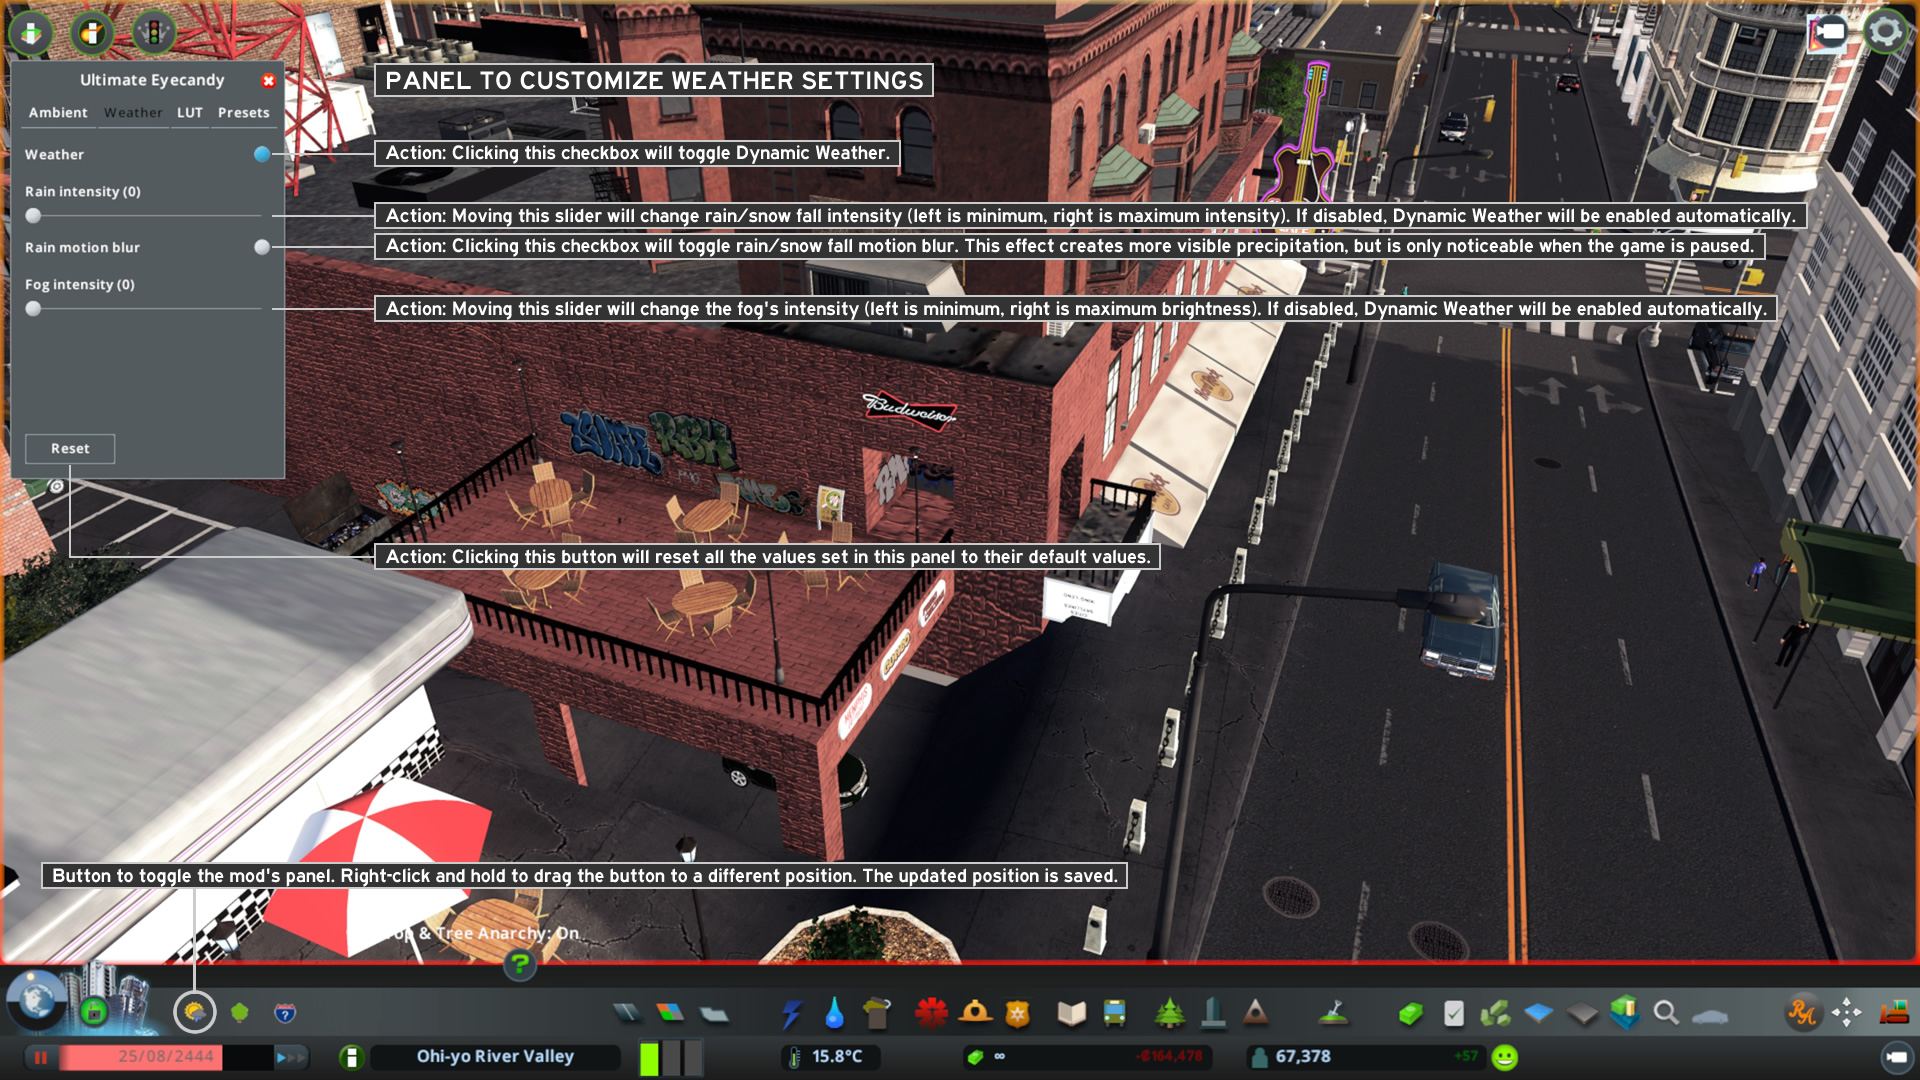 Ultimate Eyecandy
PANEL TO CUSTOMIZE WEATHER SETTINGS
Ambient Weather LUT Presets
Weather
Action: Clicking this checkbox will toggle Dynamic Weather.
Rain intensity (0)
Action: Moving this slider will change rain/snow fall intensity (left is minimum, right is maximum intensity). If disabled, Dynamic Weather will be enabled automatically.
Rain motion blur
Action: Clicking this checkbox will toggle rain/snow fall motion blur. This effect creates more visible precipitation, but is only noticeable when the game is paused.
Fog intensity (0)
Action: Moving this slider will change the fog's intensity (left is minimum, right is maximum brightness). If disabled, Dynamic Weather will be enabled automatically.
Budweiser
Reset
Action: Clicking this button will reset all the values set in this panel to their default values.
Button to toggle the mod's panel. Right-click and hold to drag the button to a different position. The updated position is saved.
& Tree Anarchy: On
?
?
25/08/2444
Ohi-yo River Valley
15.8°C
∞
-₡164,478
67,378
+57